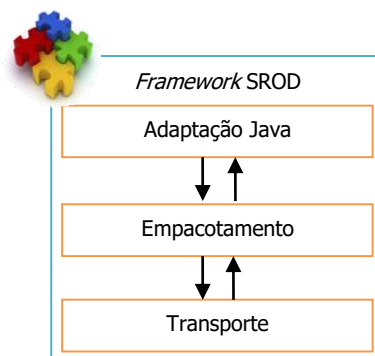 Framework SROD
Adaptação Java
Empacotamento
Transporte